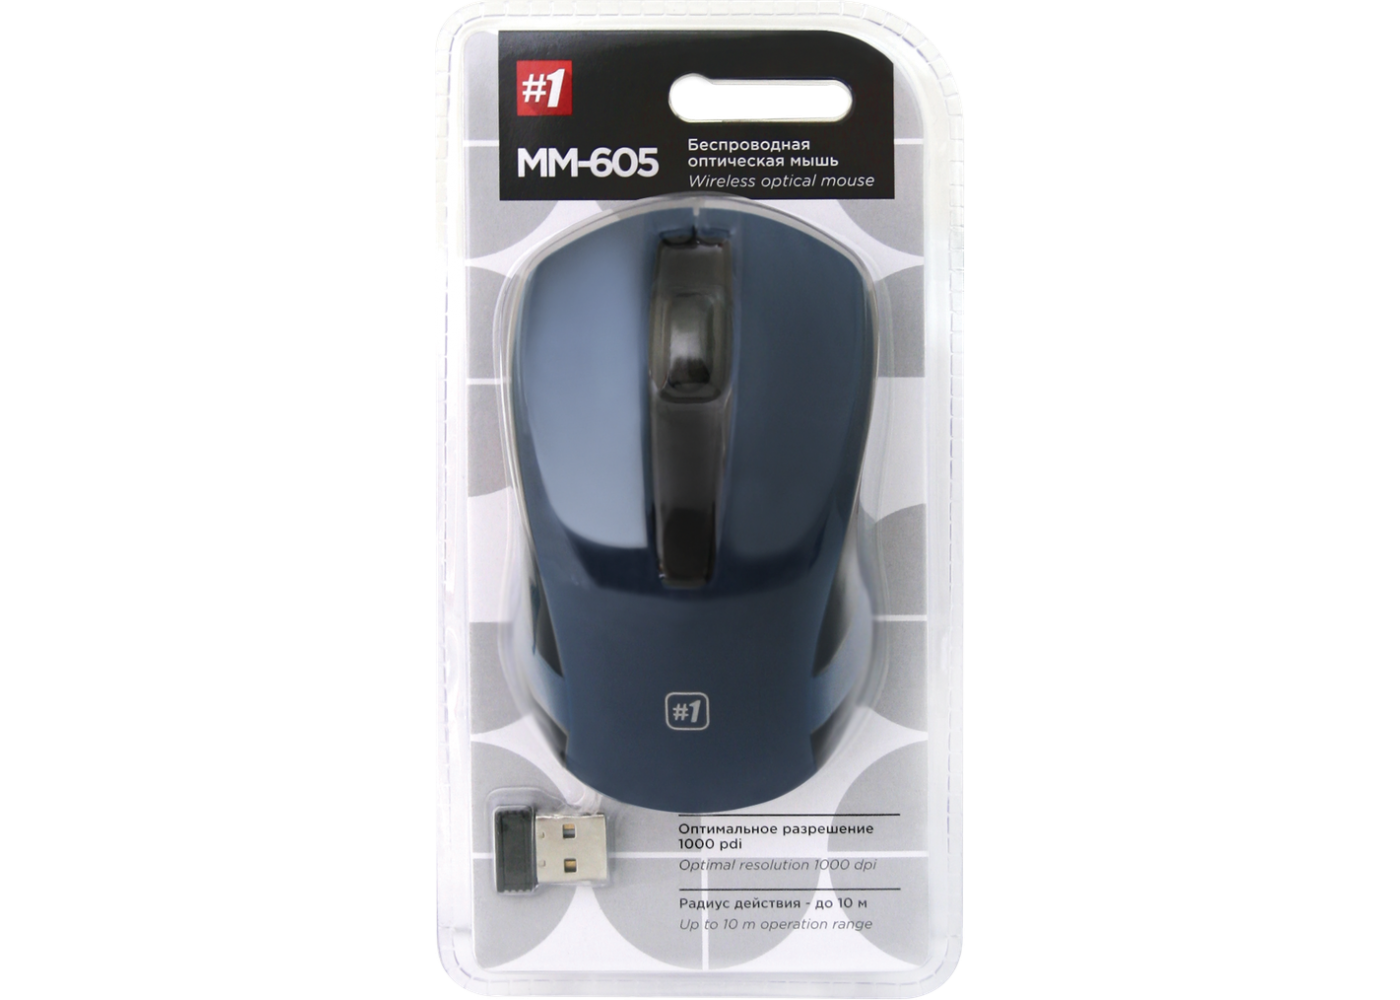 #1
MM-605
Беспроводная
оптическая мышь
Wireless optical mouse
#1
Оптимальное разрешение
1000 pdi
Optimal resolution 1000 dpi
Радиус действия - до 10 м
Up to 10 m operation range